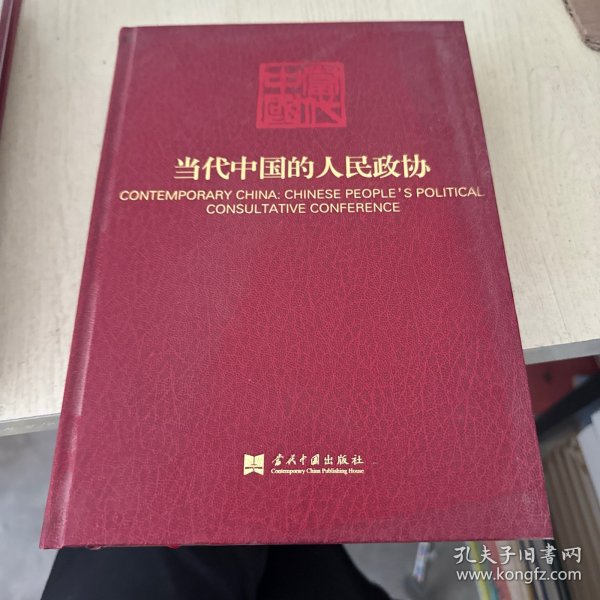 當代
中國
当代中国的人民政协
CONTEMPORARY CHINA: CHINESE PEOPLE'S POLITICAL
CONSULTATIVE CONFERENCE
当代中国出版社
Contemporary China Publishing House
孔夫子旧书网
www.kongfz.com